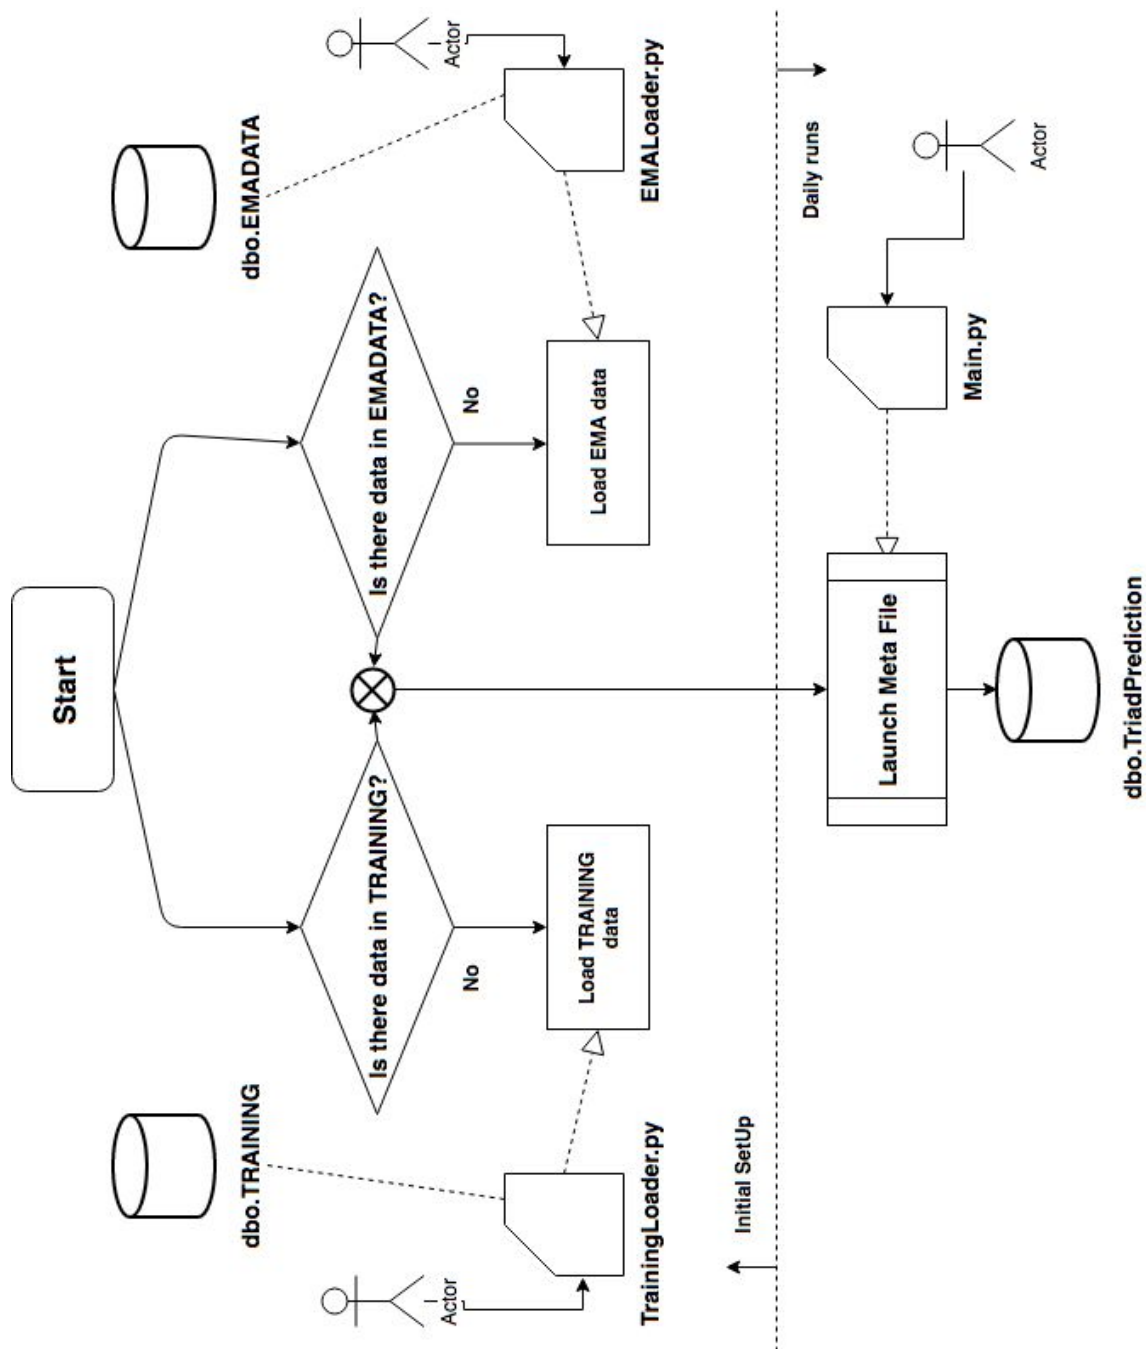 Start
dbo.TRAINING
dbo.EMADATA
Is there data in TRAINING?
Is there data in EMADATA?
Actor
Actor
No
No
Load TRAINING
data
Load EMA data
TrainingLoader.py
EMALoader.py
Initial SetUp
Daily runs
Launch Meta File
Main.py
Actor
dbo.TriadPrediction